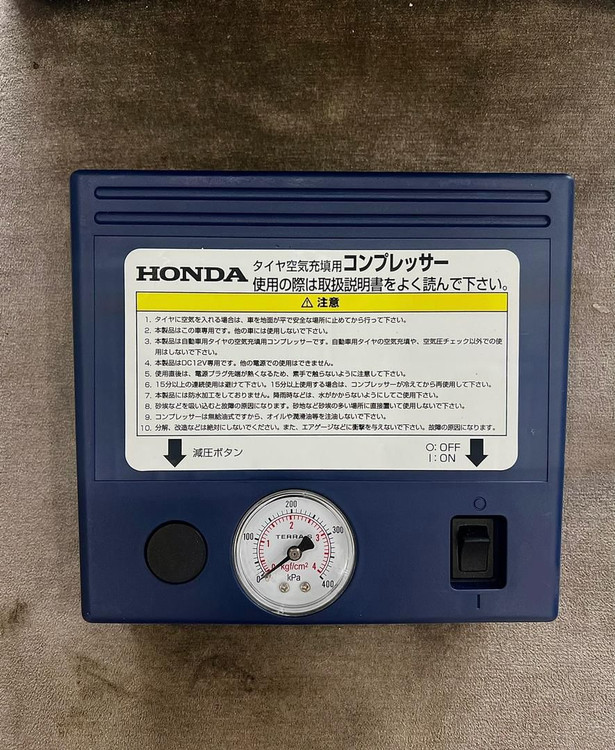 HONDA タイヤ空気充填用コンプレッサー
使用の際は取扱説明書をよく読んで下さい。
⚠ 注意
1. タイヤに空気を入れる場合は、車を地面が平で安全な場所に止めてから行って下さい。
2. 本製品はこの車専用です。他の車には使用しないで下さい。
3. 本製品は自動車用タイヤの空気充填用コンプレッサーです。自動車用タイヤの空気充填や、空気圧チェック以外での使
用はしないで下さい。
4. 本製品はDC12V専用です。他の電源での使用はできません。
5. 使用直後は、電源プラグ先端が熱くなるため、素手で触らないように注意して下さい。
6. 15分以上の連続使用は避けて下さい。15分以上使用する場合は、コンプレッサーが冷えてから再使用して下さい。
7. 本製品には防水加工をしておりません。降雨時などは、水がかからないようにしてご使用下さい。
8. 砂埃などを吸い込むと故障の原因になります。砂地など砂埃の多い場所に直接置いて使用しないで下さい。
9. コンプレッサーは無給油式ですから、オイルや潤滑油等を注油しないで下さい。
10. 分解、改造などは絶対にしないでください。また、エアゲージなどに衝撃を与えないで下さい。故障の原因になります。
減圧ボタン
○: OFF
I: ON
0 100 200 300 400
0 1 2 3 4
TERRA-S
kgf/cm²
kPa
○
I